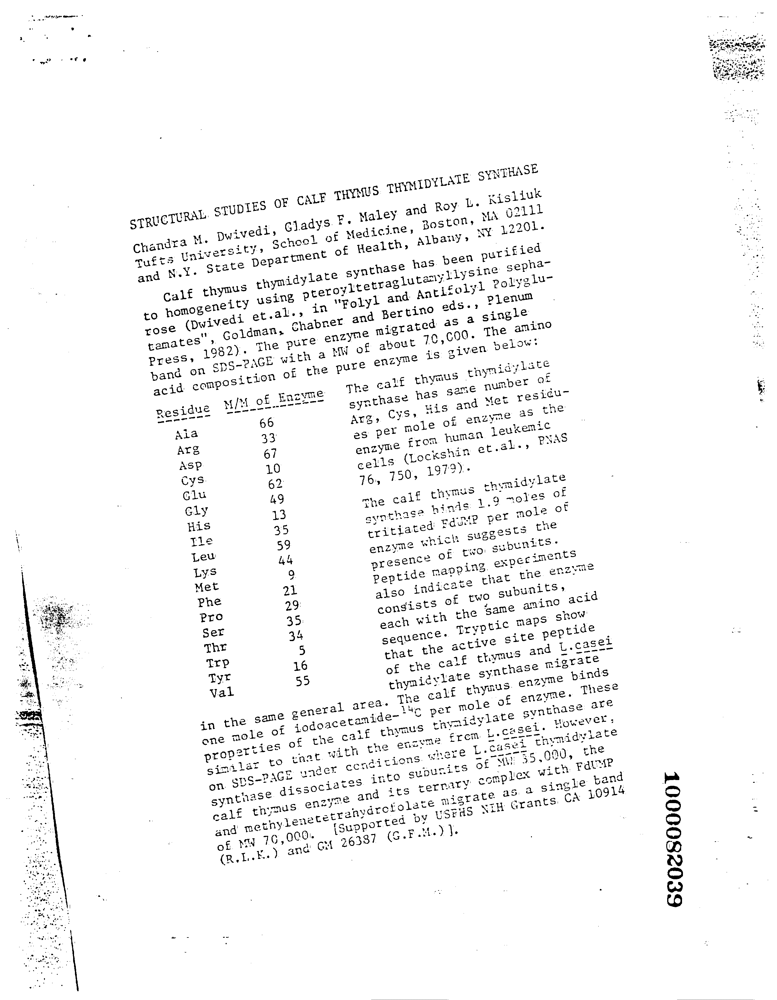 STRUCTURAL STUDIES OF CALF THYMUS THYMIDYLATE SYNTHASE
Chandra M. Dwivedi, Gladys F. Maley and Roy L. Kisliuk
Tufts University, School of Medicine, Boston, MA 02111
and N.Y. State Department of Health, Albany, NY 12201.
Calf thymus thymidylate synthase has been purified
to homogeneity using pteroyltetraglutamyllysine sepha-
rose (Dwivedi et.al., in "Folyl and Antifolyl Polyglu-
tamates", Goldman, Chabner and Bertino eds., Plenum
Press, 1982). The pure enzyme migrated as a single
band on SDS-PAGE with a MW of about 70,000. The amino
acid composition of the pure enzyme is given below:
Residue M/M of Enzyme
Ala 66
Arg 33
Asp 67
Cys 10
Glu 62
Gly 49
His 13
Ile 35
Leu 59
Lys 44
Met 9
Phe 21
Pro 29
Ser 35
Thr 34
Trp 5
Tyr 16
Val 55
The calf thymus thymidylate
synthase has same number of
Arg, Cys, His and Met residu-
es per mole of enzyme as the
enzyme from human leukemic
cells (Lockshin et.al., PNAS
76, 750, 1979).
The calf thymus thymidylate
synthase binds 1.9 moles of
tritiated FdUMP per mole of
enzyme which suggests the
presence of two subunits.
Peptide mapping experiments
also indicate that the enzyme
consists of two subunits,
each with the same amino acid
sequence. Tryptic maps show
that the active site peptide
of the calf thymus and L.casei
thymidylate synthase migrate
in the same general area. The calf thymus enzyme binds
one mole of iodoacetamide-¹⁴C per mole of enzyme. These
properties of the calf thymus thymidylate synthase are
similar to that with the enzyme from L.casei. However,
on SDS-PAGE under conditions where L.casei thymidylate
synthase dissociates into subunits of MW 35,000, the
calf thymus enzyme and its ternary complex with FdUMP
and methylenetetrahydrofolate migrate as a single band
of MW 70,000. [Supported by USPHS NIH Grants CA 10914
(R.L.K.) and GM 26387 (G.F.M.)].
1000082039